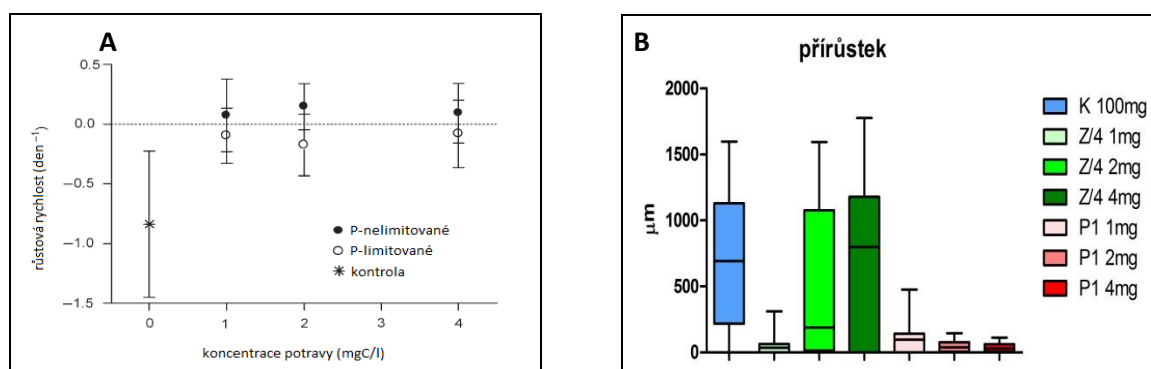 A
0.5
0.0
−0.5
−1.0
−1.5
růstová rychlost (den⁻¹)
P-nelimitované
P-limitované
kontrola
0 1 2 3 4
koncentrace potravy (mgC/l)
B
přírůstek
2000
1500
1000
500
0
µm
K 100mg
Z/4 1mg
Z/4 2mg
Z/4 4mg
P1 1mg
P1 2mg
P1 4mg